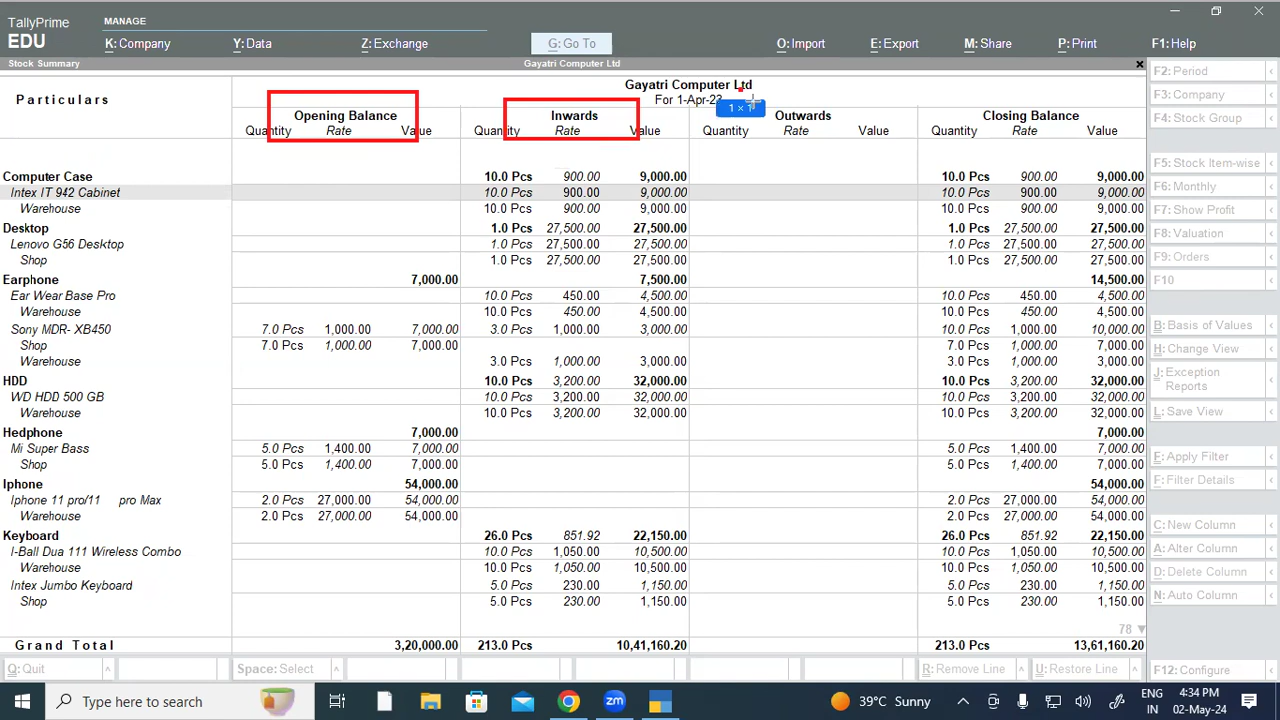 TallyPrime
EDU
MANAGE
K: Company Y: Data Z: Exchange G: Go To O: Import E: Export M: Share P: Print F1: Help
Stock Summary Gayatri Computer Ltd
Particulars
Gayatri Computer Ltd
For 1-Apr-23
1 × 1
Opening Balance Inwards Outwards Closing Balance
Quantity Rate Value Quantity Rate Value Quantity Rate Value Quantity Rate Value
Computer Case 10.0 Pcs 900.00 9,000.00 10.0 Pcs 900.00 9,000.00
Intex IT 942 Cabinet 10.0 Pcs 900.00 9,000.00 10.0 Pcs 900.00 9,000.00
Warehouse 10.0 Pcs 900.00 9,000.00 10.0 Pcs 900.00 9,000.00
Desktop 1.0 Pcs 27,500.00 27,500.00 1.0 Pcs 27,500.00 27,500.00
Lenovo G56 Desktop 1.0 Pcs 27,500.00 27,500.00 1.0 Pcs 27,500.00 27,500.00
Shop 1.0 Pcs 27,500.00 27,500.00 1.0 Pcs 27,500.00 27,500.00
Earphone 7,000.00 7,500.00 14,500.00
Ear Wear Base Pro 10.0 Pcs 450.00 4,500.00 10.0 Pcs 450.00 4,500.00
Warehouse 10.0 Pcs 450.00 4,500.00 10.0 Pcs 450.00 4,500.00
Sony MDR- XB450 7.0 Pcs 1,000.00 7,000.00 3.0 Pcs 1,000.00 3,000.00 10.0 Pcs 1,000.00 10,000.00
Shop 7.0 Pcs 1,000.00 7,000.00 7.0 Pcs 1,000.00 7,000.00
Warehouse 3.0 Pcs 1,000.00 3,000.00 3.0 Pcs 1,000.00 3,000.00
HDD 10.0 Pcs 3,200.00 32,000.00 10.0 Pcs 3,200.00 32,000.00
WD HDD 500 GB 10.0 Pcs 3,200.00 32,000.00 10.0 Pcs 3,200.00 32,000.00
Warehouse 10.0 Pcs 3,200.00 32,000.00 10.0 Pcs 3,200.00 32,000.00
Hedphone 7,000.00 7,000.00
Mi Super Bass 5.0 Pcs 1,400.00 7,000.00 5.0 Pcs 1,400.00 7,000.00
Shop 5.0 Pcs 1,400.00 7,000.00 5.0 Pcs 1,400.00 7,000.00
Iphone 54,000.00 54,000.00
Iphone 11 pro/11 pro Max 2.0 Pcs 27,000.00 54,000.00 2.0 Pcs 27,000.00 54,000.00
Warehouse 2.0 Pcs 27,000.00 54,000.00 2.0 Pcs 27,000.00 54,000.00
Keyboard 26.0 Pcs 851.92 22,150.00 26.0 Pcs 851.92 22,150.00
I-Ball Dua 111 Wireless Combo 10.0 Pcs 1,050.00 10,500.00 10.0 Pcs 1,050.00 10,500.00
Warehouse 10.0 Pcs 1,050.00 10,500.00 10.0 Pcs 1,050.00 10,500.00
Intex Jumbo Keyboard 5.0 Pcs 230.00 1,150.00 5.0 Pcs 230.00 1,150.00
Shop 5.0 Pcs 230.00 1,150.00 5.0 Pcs 230.00 1,150.00
78
Grand Total 3,20,000.00 213.0 Pcs 10,41,160.20 213.0 Pcs 13,61,160.20
Q: Quit Space: Select R: Remove Line U: Restore Line
F2: Period
F3: Company
F4: Stock Group
F5: Stock Item-wise
F6: Monthly
F7: Show Profit
F8: Valuation
F9: Orders
F10
B: Basis of Values
H: Change View
J: Exception
Reports
L: Save View
F: Apply Filter
F: Filter Details
C: New Column
A: Alter Column
D: Delete Column
N: Auto Column
F12: Configure
Type here to search
zm
39°C Sunny
ENG
IN
4:34 PM
02-May-24